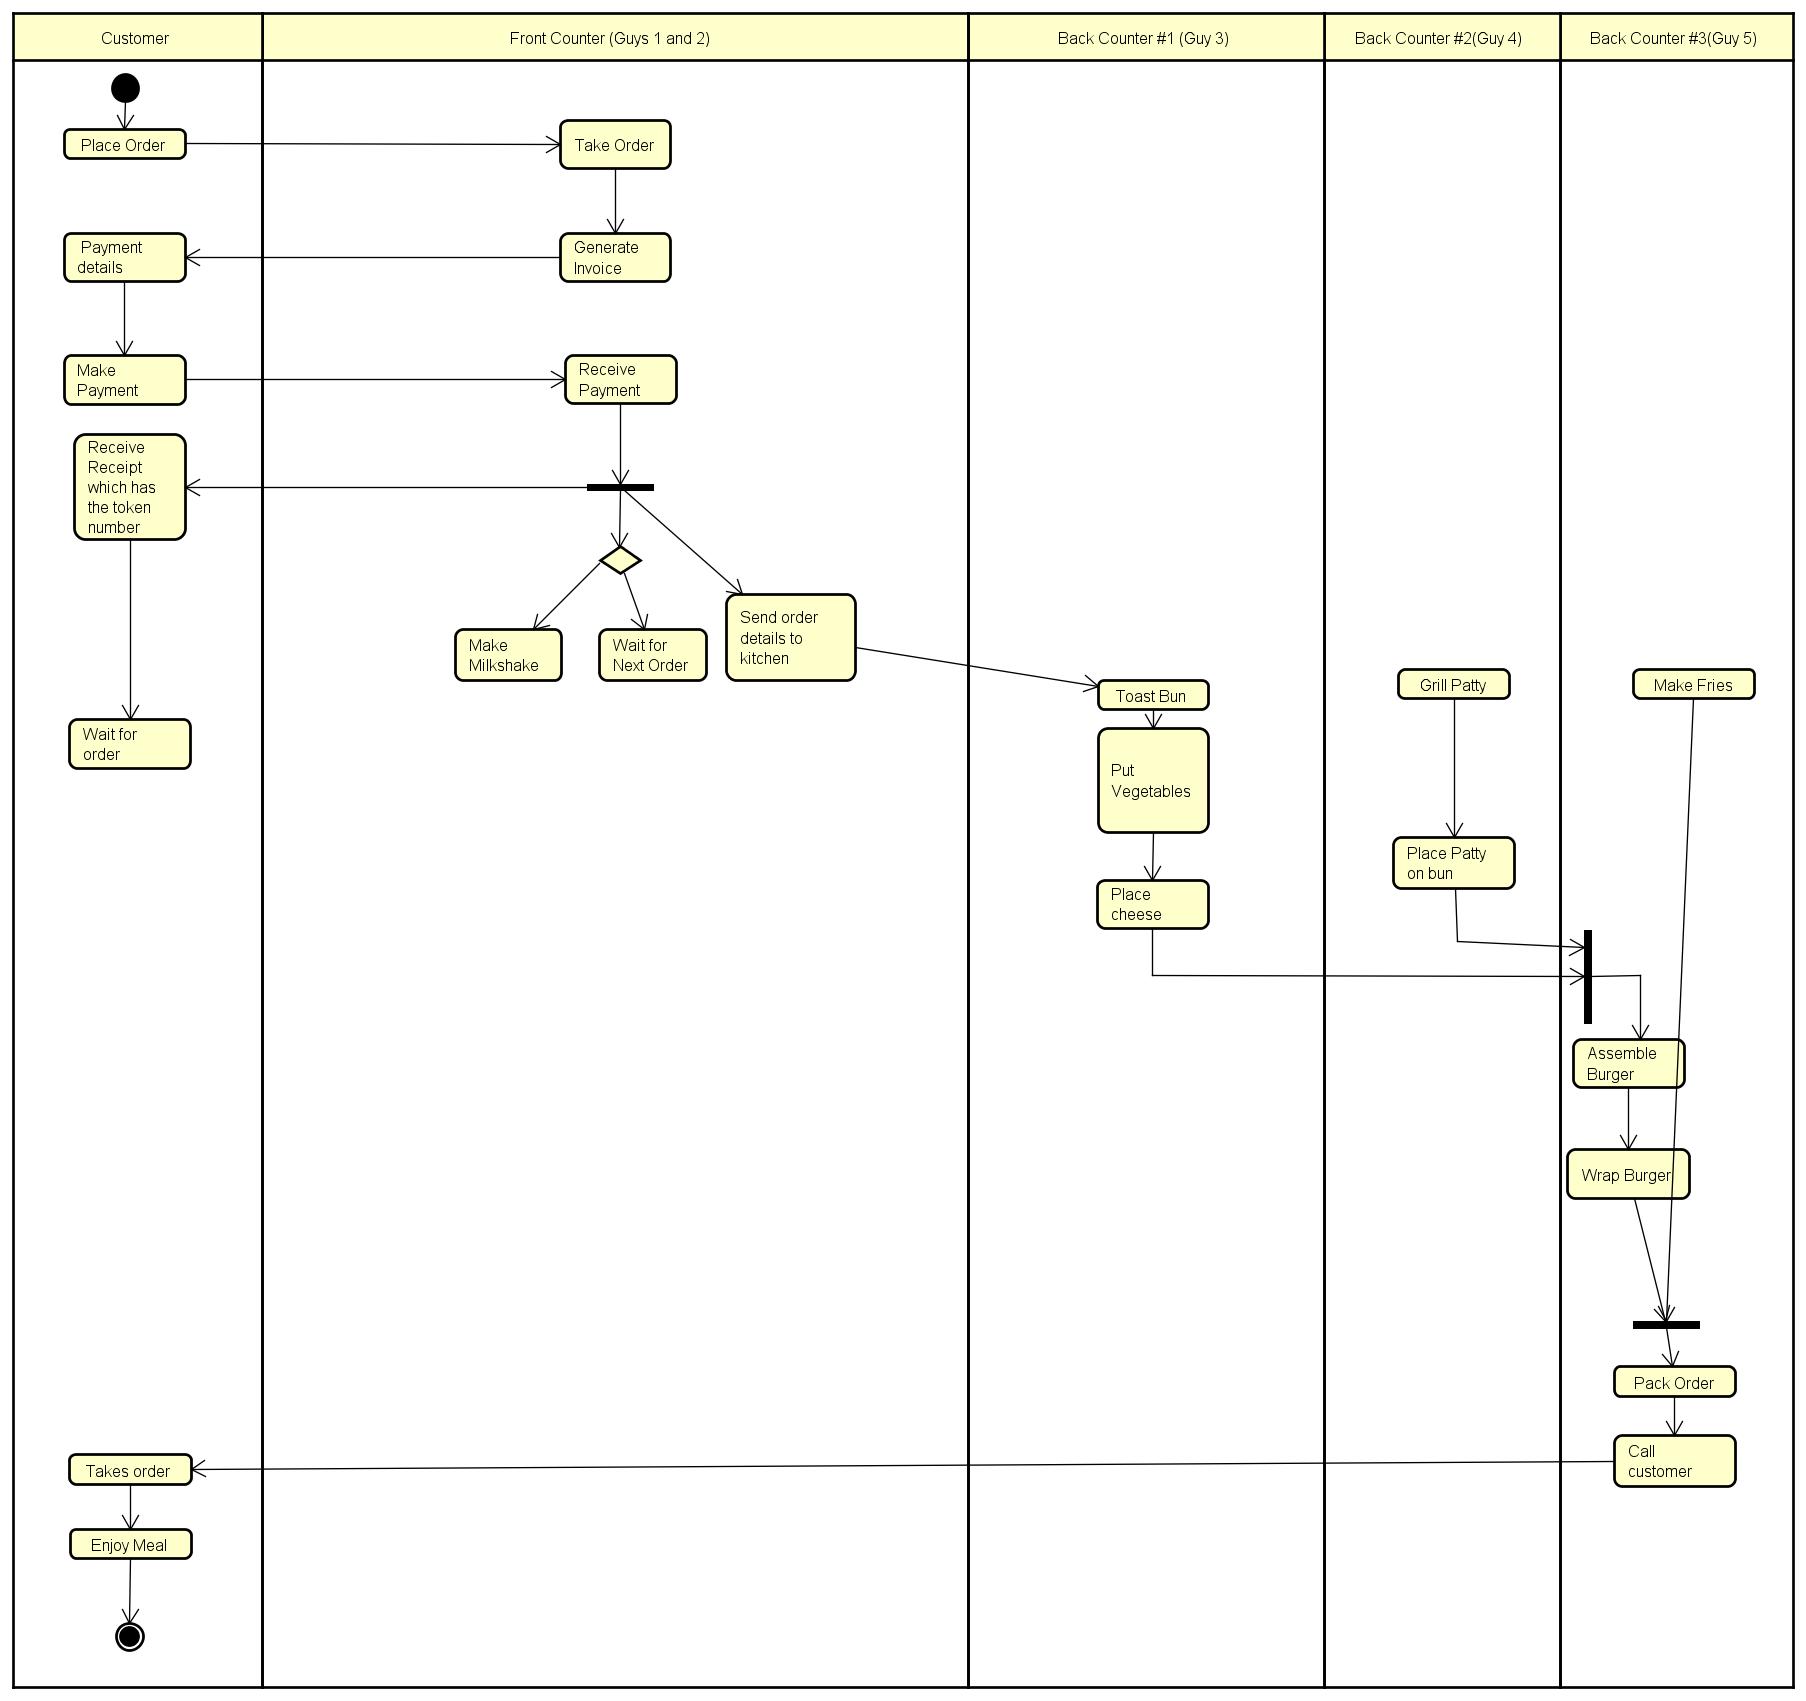 Customer
Front Counter (Guys 1 and 2)
Back Counter #1 (Guy 3)
Back Counter #2(Guy 4)
Back Counter #3(Guy 5)
Place Order
Take Order
Payment
details
Generate
Invoice
Make
Payment
Receive
Payment
Receive
Receipt
which has
the token
number
Make
Milkshake
Wait for
Next Order
Send order
details to
kitchen
Toast Bun
Grill Patty
Make Fries
Wait for
order
Put
Vegetables
Place Patty
on bun
Place
cheese
Assemble
Burger
Wrap Burger
Pack Order
Call
customer
Takes order
Enjoy Meal